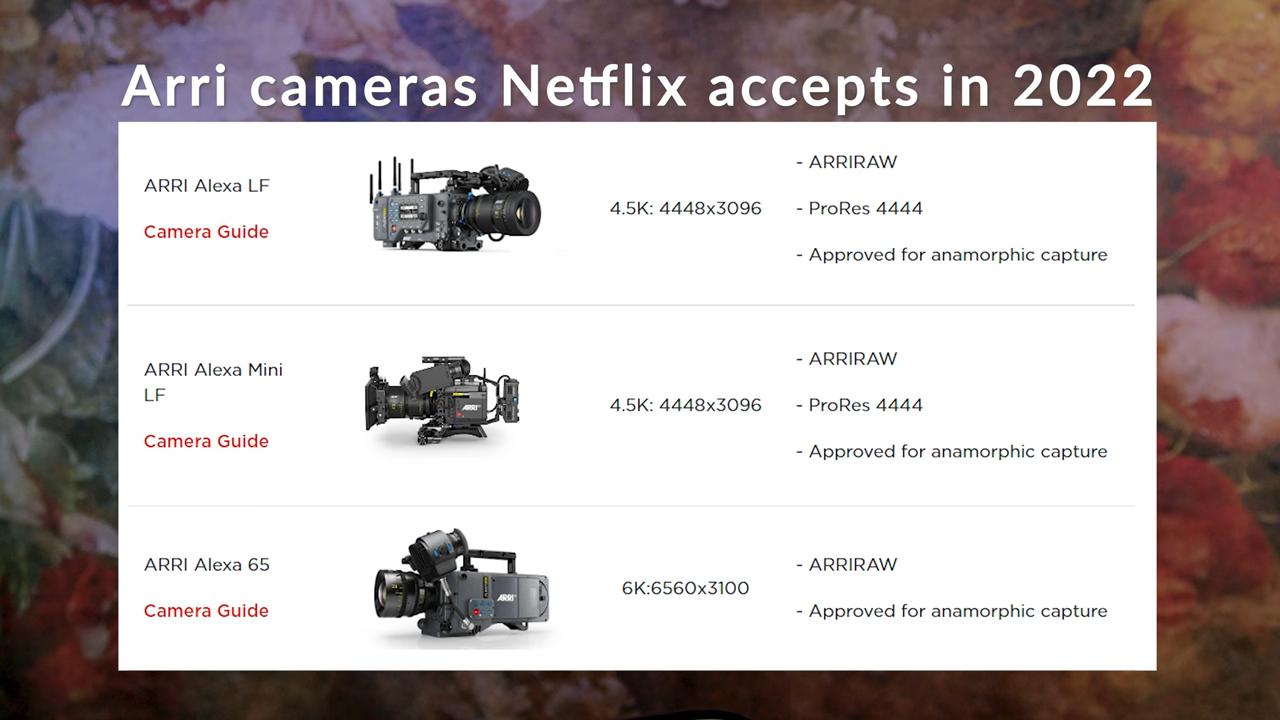 Arri cameras Netflix accepts in 2022
ARRI Alexa LF
Camera Guide
4.5K: 4448x3096
- ARRIRAW
- ProRes 4444
- Approved for anamorphic capture
ARRI Alexa Mini
LF
Camera Guide
ARRI
4.5K: 4448x3096
- ARRIRAW
- ProRes 4444
- Approved for anamorphic capture
ARRI Alexa 65
Camera Guide
ARRI
6K:6560x3100
- ARRIRAW
- Approved for anamorphic capture